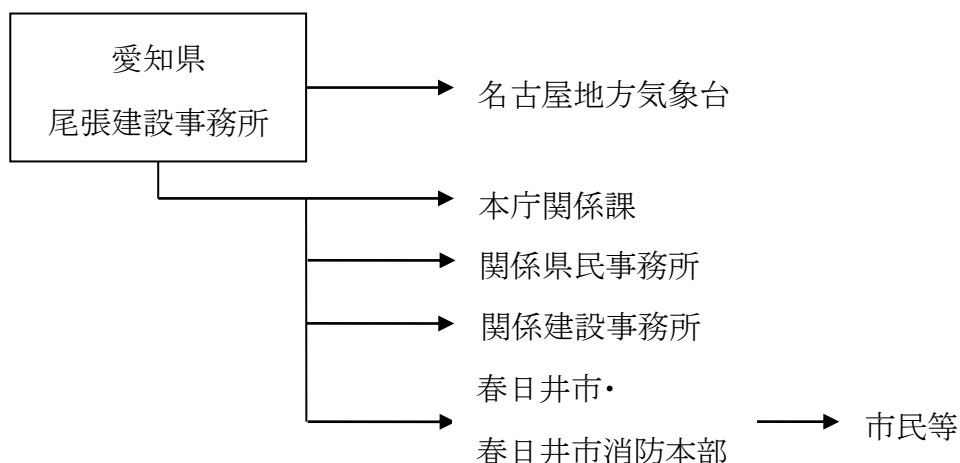 愛知県
尾張建設事務所
名古屋地方気象台
本庁関係課
関係県民事務所
関係建設事務所
春日井市・
春日井市消防本部
市民等